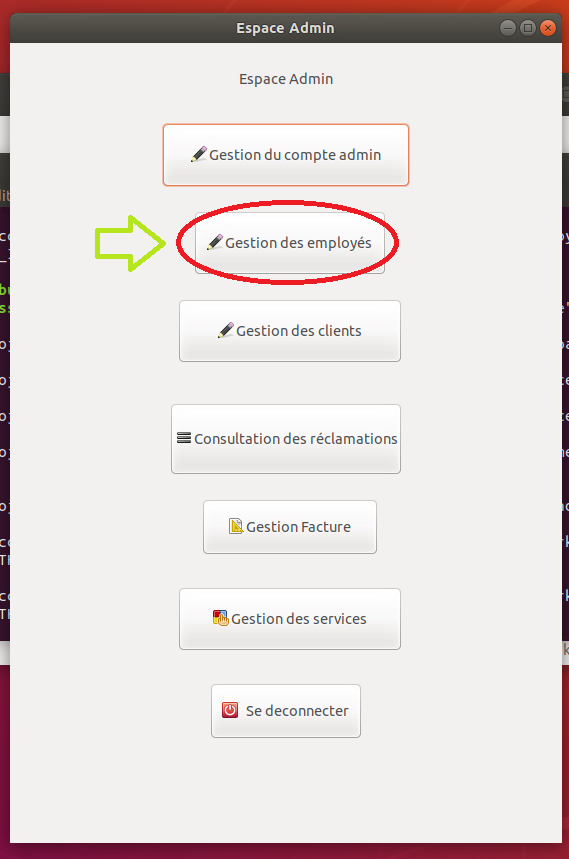 Espace Admin
Espace Admin
Gestion du compte admin
Gestion des employés
Gestion des clients
Consultation des réclamations
Gestion Facture
Gestion des services
Se deconnecter